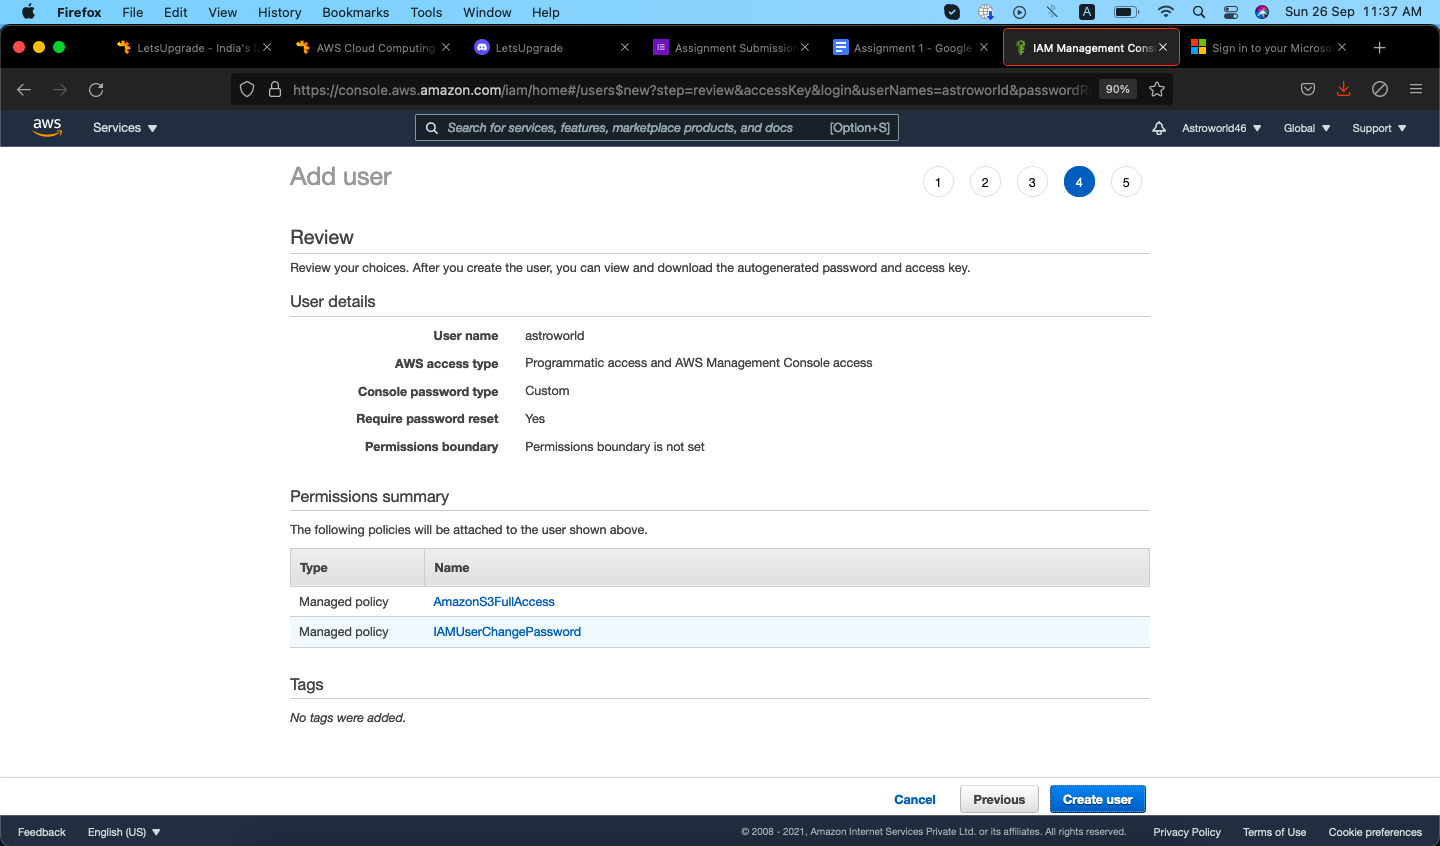 Firefox File Edit View History Bookmarks Tools Window Help A Sun 26 Sep 11:37 AM
LetsUpgrade - India's AWS Cloud Computing LetsUpgrade Assignment Submission Assignment 1 - Google IAM Management Cons Sign in to your Microso
https://console.aws.amazon.com/iam/home#/users$new?step=review&accessKey&login&userNames=astroworld&passwordR 90%
aws Services Search for services, features, marketplace products, and docs [Option+S] Astroworld46 Global Support
Add user 1 2 3 4 5
Review
Review your choices. After you create the user, you can view and download the autogenerated password and access key.
User details
User name astroworld
AWS access type Programmatic access and AWS Management Console access
Console password type Custom
Require password reset Yes
Permissions boundary Permissions boundary is not set
Permissions summary
The following policies will be attached to the user shown above.
Type Name
Managed policy AmazonS3FullAccess
Managed policy IAMUserChangePassword
Tags
No tags were added.
Cancel Previous Create user
Feedback English (US) © 2008 - 2021, Amazon Internet Services Private Ltd. or its affiliates. All rights reserved. Privacy Policy Terms of Use Cookie preferences